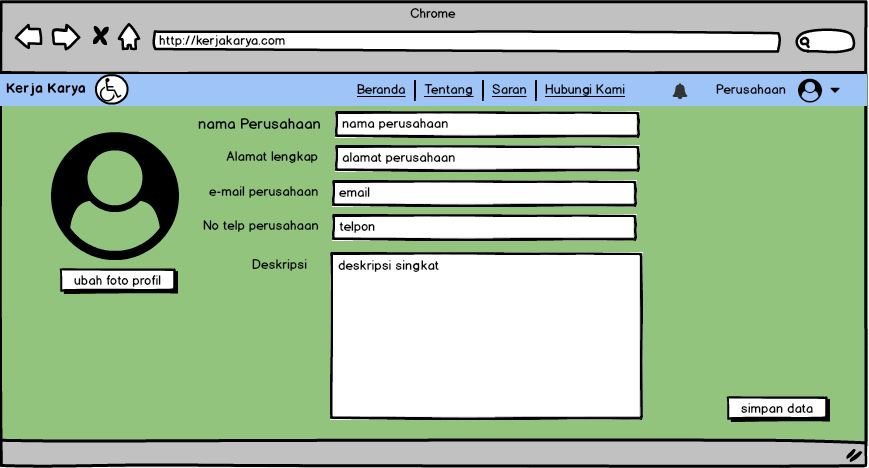 Chrome
http://kerjakarya.com
Kerja Karya Beranda Tentang Saran Hubungi Kami Perusahaan
nama Perusahaan nama perusahaan
Alamat lengkap alamat perusahaan
e-mail perusahaan email
No telp perusahaan telpon
Deskripsi deskripsi singkat
ubah foto profil
simpan data